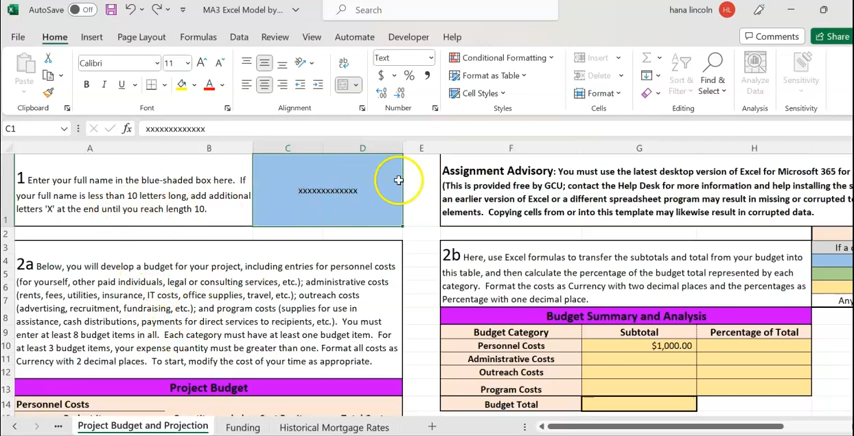 AutoSave Off MA3 Excel Model by... Search hana lincoln HL
File Home Insert Page Layout Formulas Data Review View Automate Developer Help Comments Share
Calibri 11 Text Conditional Formatting Insert
Paste B I U $ % 9 Format as Table Delete Sort & Filter Find & Select Analyze Data Sensitivity
Cell Styles Format
Clipboard Font Alignment Number Styles Cells Editing Analysis Sensitivity
C1 fx xxxxxxxxxxxxx
A B C D E F G H
1 Enter your full name in the blue-shaded box here. If
your full name is less than 10 letters long, add additional
letters 'X' at the end until you reach length 10.
xxxxxxxxxxxxx
Assignment Advisory: You must use the latest desktop version of Excel for Microsoft 365 for
(This is provided free by GCU; contact the Help Desk for more information and help installing the s
an earlier version of Excel or a different spreadsheet program may result in missing or corrupted
elements. Copying cells from or into this template may likewise result in corrupted data.
1
2
3
4
5
6
7
8
9
10
11
12
13
14
2a Below, you will develop a budget for your project, including entries for personnel costs
(for yourself, other paid individuals, legal or consulting services, etc.); administrative costs
(rents, fees, utilities, insurance, IT costs, office supplies, travel, etc.); outreach costs
(advertising, recruitment, fundraising, etc.); and program costs (supplies for use in
assistance, cash distributions, payments for direct services to recipients, etc.). You must
enter at least 8 budget items in all. Each category must have at least one budget item. For
at least 3 budget items, your expense quantity must be greater than one. Format all costs as
Currency with 2 decimal places. To start, modify the cost of your time as appropriate.
Project Budget
Personnel Costs
2b Here, use Excel formulas to transfer the subtotals and total from your budget into
this table, and then calculate the percentage of the budget total represented by each
category. Format the costs as Currency with two decimal places and the percentages as
Percentage with one decimal place.
If a
Any
Budget Summary and Analysis
Budget Category Subtotal Percentage of Total
Personnel Costs $1,000.00
Administrative Costs
Outreach Costs
Program Costs
Budget Total
Project Budget and Projection Funding Historical Mortgage Rates